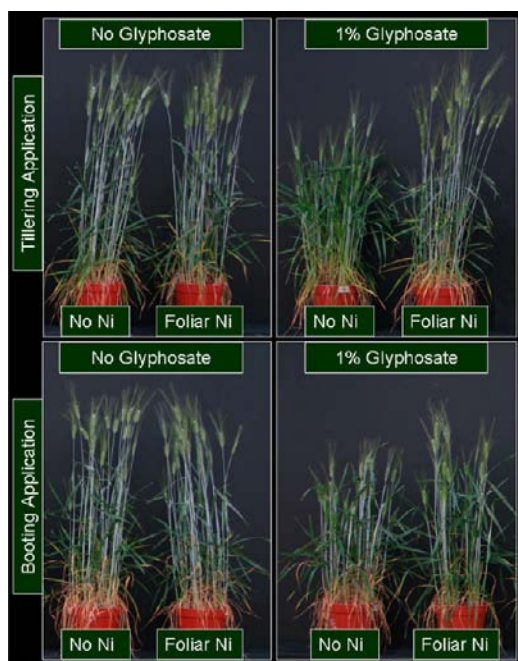 No Glyphosate
1% Glyphosate
Tillering Application
No Ni
Foliar Ni
No Ni
Foliar Ni
No Glyphosate
1% Glyphosate
Booting Application
No Ni
Foliar Ni
No Ni
Foliar Ni